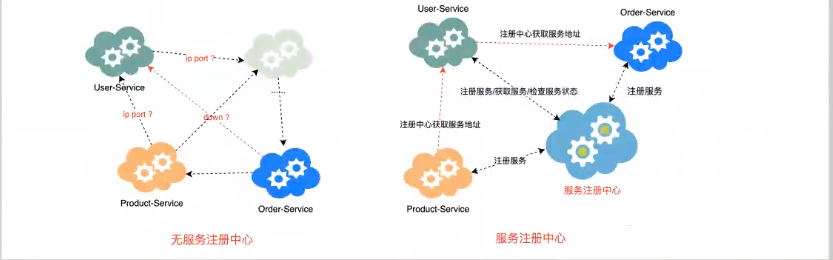 User-Service
ip port ?
......
ip port ?
down ?
Product-Service
Order-Service
无服务注册中心
User-Service
Order-Service
注册中心获取服务地址
注册服务/获取服务/检查服务状态
注册服务
注册中心获取服务地址
注册服务
服务注册中心
Product-Service
服务注册中心